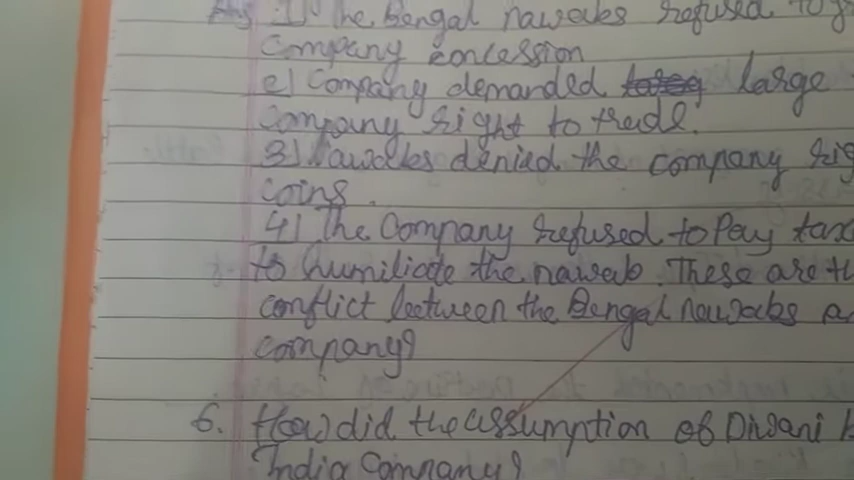 Ans 1) The Bengal nawabs refused to
Company concession
2) Company demanded large
Company right to trade.
3) Nawabs denied the company
coins.
4) The Company refused to Pay
to humiliate the nawab. These are
conflict between the Bengal nawabs
company?
6. How did the assumption of Diwani
India Company?